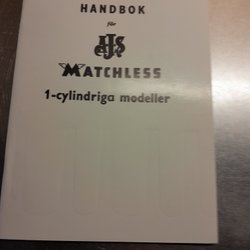 HANDBOK
för
AJS
MATCHLESS
1-cylindriga modeller